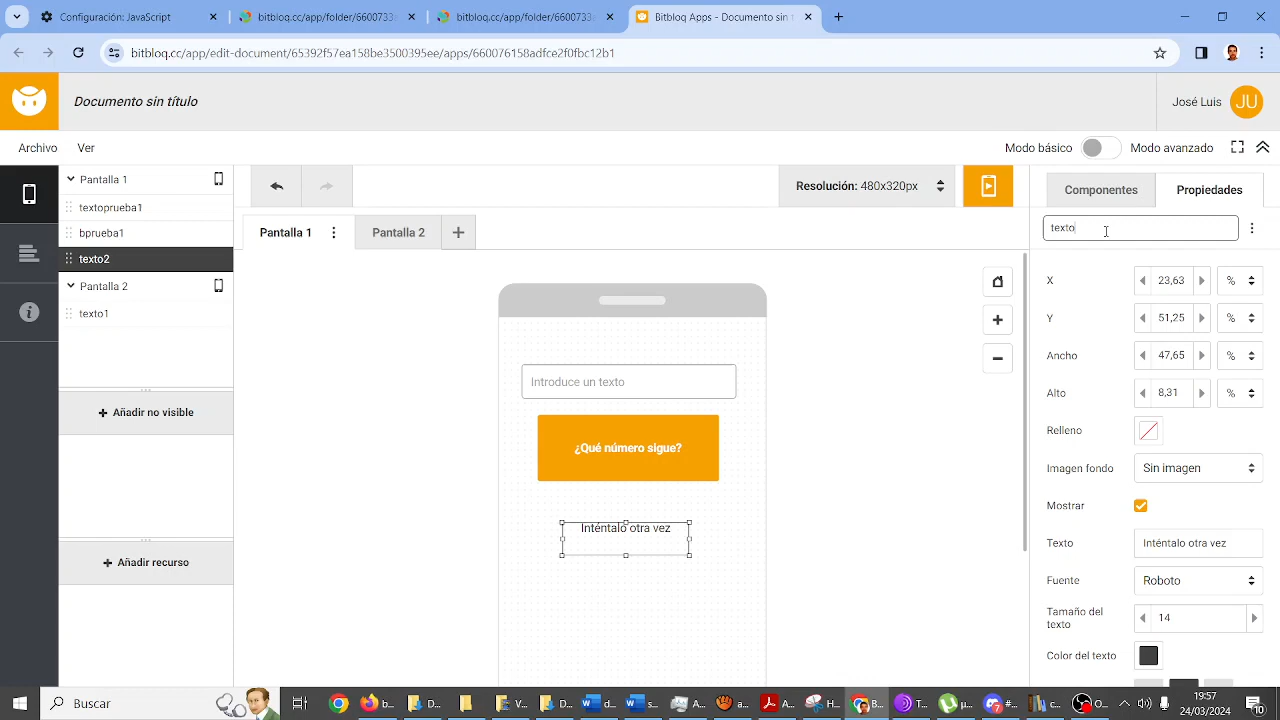 Configuración: JavaScript
bitbloq.cc/app/folder/6600733
bitbloq.cc/app/folder/6600733
Bitbloq Apps - Documento sin t
bitbloq.cc/app/edit-document/65392f57ea158be3500395ee/apps/660076158adfce2f0fbc12b1
Documento sin título
José Luis
JU
Archivo
Ver
Modo básico
Modo avanzado
Pantalla 1
textoprueba1
bprueba1
texto2
Pantalla 2
texto1
Añadir no visible
Añadir recurso
Resolución: 480x320px
Pantalla 1
Pantalla 2
Introduce un texto
¿Qué número sigue?
Inténtalo otra vez
Componentes
Propiedades
texto
X 23,63 %
Y 51,25 %
Ancho 47,65 %
Alto 8,31 %
Relleno
Imagen fondo Sin imagen
Mostrar
Texto Inténtalo otra vez
Fuente Roboto
Tamaño del texto 14
Color del texto
Buscar
19:57
24/03/2024